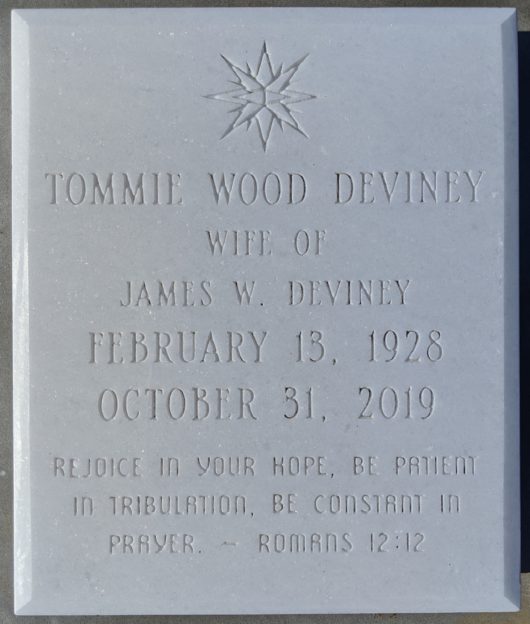 TOMMIE WOOD DEVINEY
WIFE OF
JAMES W. DEVINEY
FEBRUARY 13, 1928
OCTOBER 31, 2019
REJOICE IN YOUR HOPE, BE PATIENT
IN TRIBULATION, BE CONSTANT IN
PRAYER. – ROMANS 12:12